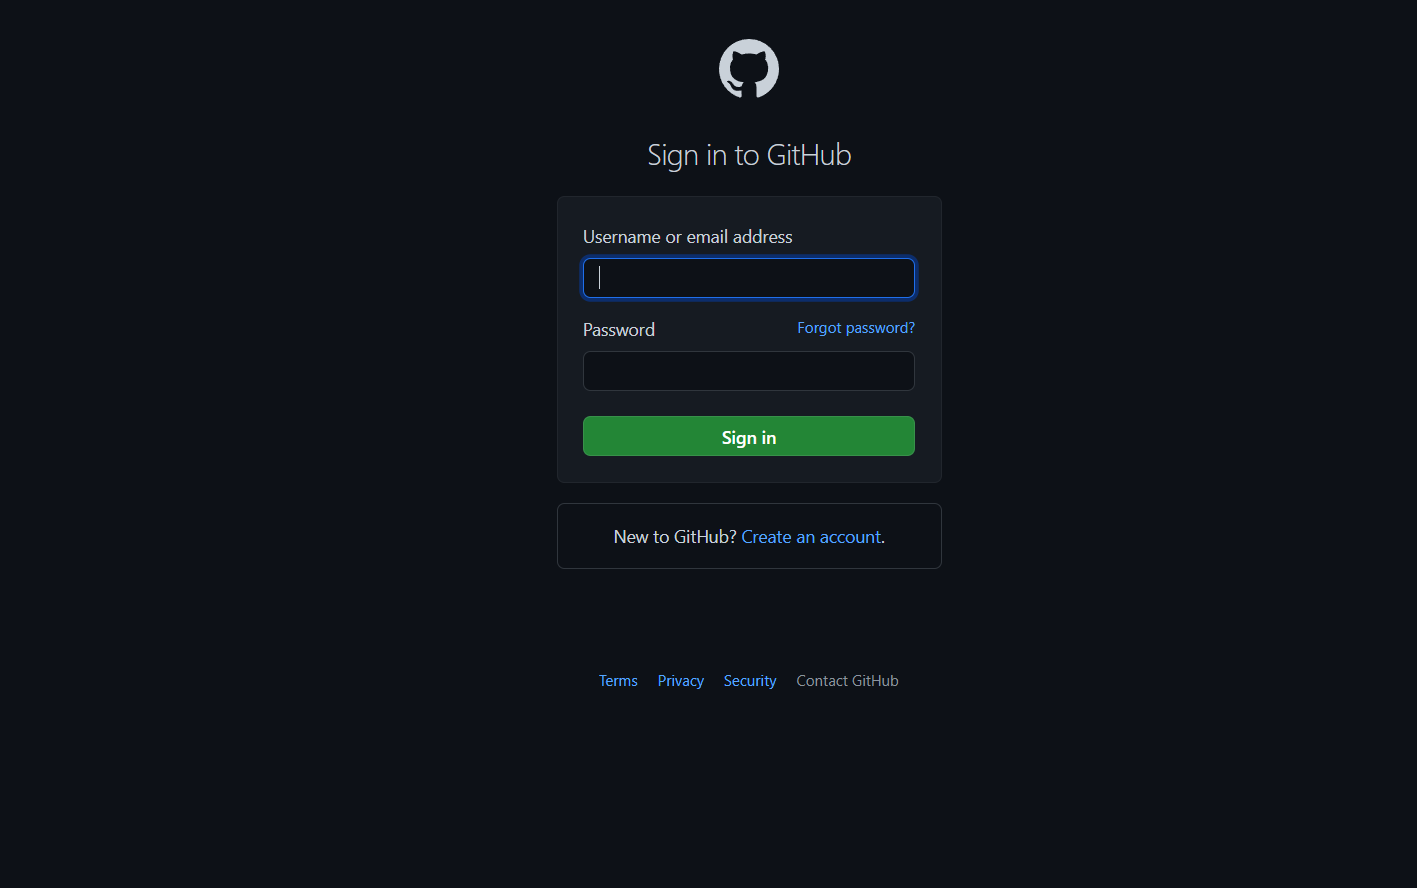 Sign in to GitHub
Username or email address
Password
Forgot password?
Sign in
New to GitHub? Create an account.
Terms Privacy Security Contact GitHub